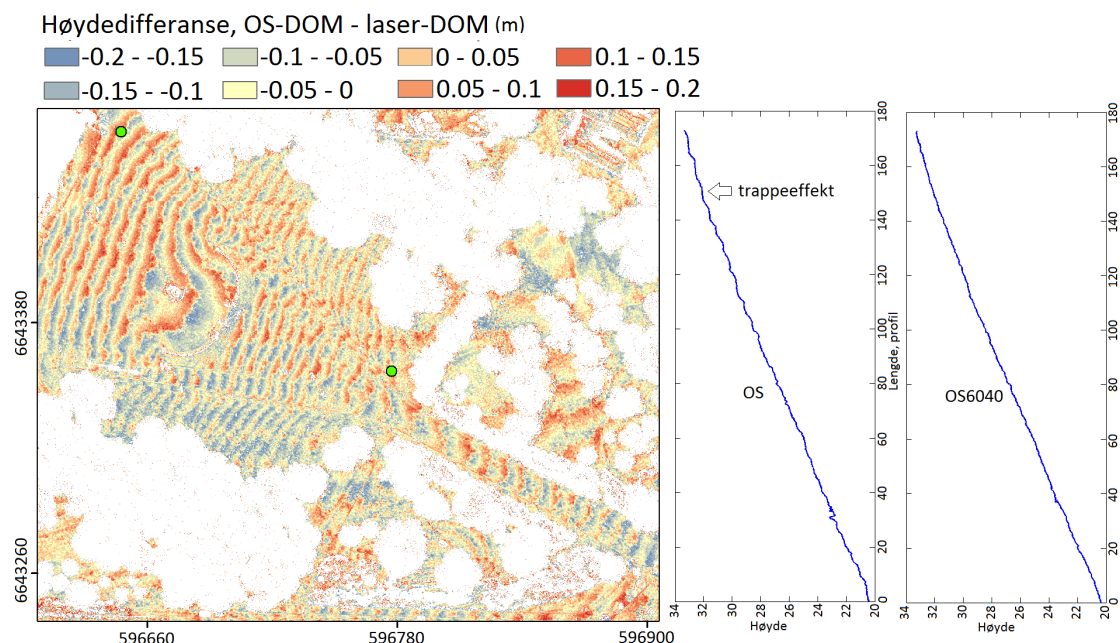 Høydedifferanse, OS-DOM - laser-DOM (m)
-0.2 - -0.15 -0.1 - -0.05 0 - 0.05 0.1 - 0.15
-0.15 - -0.1 -0.05 - 0 0.05 - 0.1 0.15 - 0.2
6643380
6643260
596660 596780 596900
trappeeffekt
OS
180
160
140
120
100
80
60
40
20
0
Lengde, profil
34 32 30 28 26 24 22 20
Høyde
OS6040
180
160
140
120
100
80
60
40
20
0
34 32 30 28 26 24 22 20
Høyde